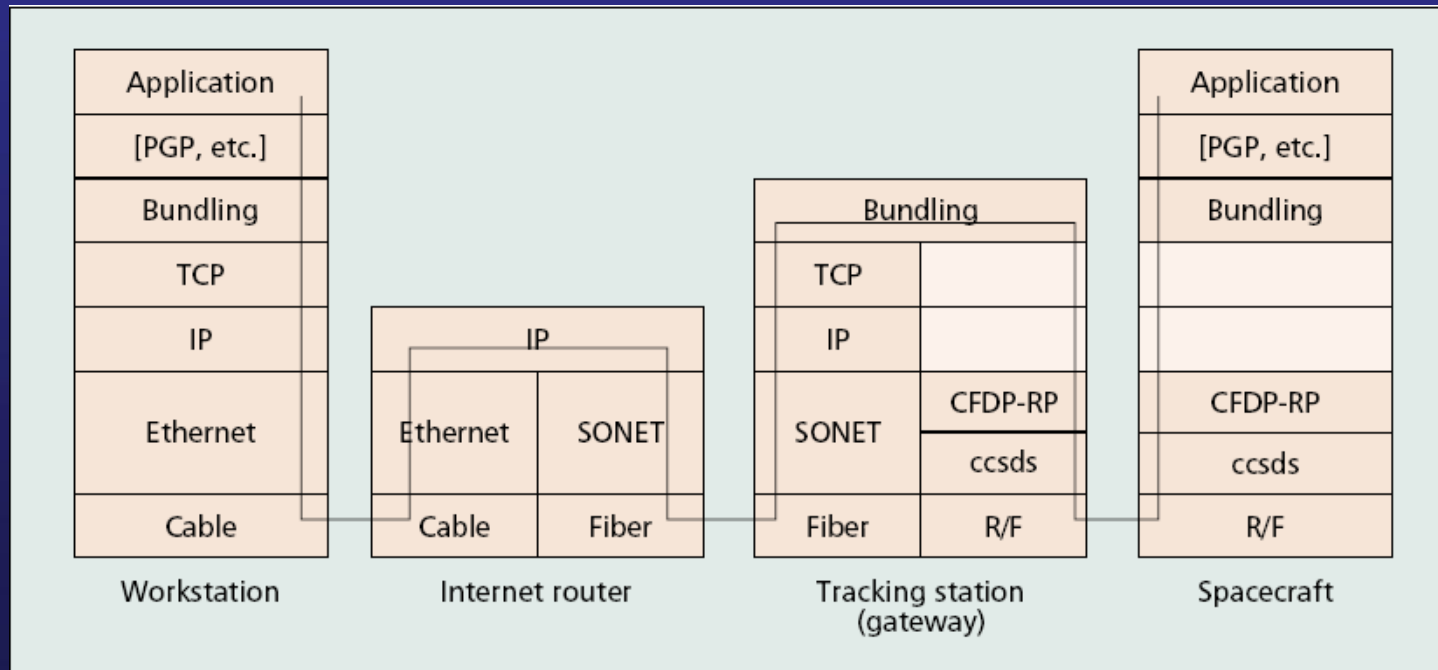 Application
[PGP, etc.]
Bundling
TCP
IP
Ethernet
Cable
Workstation
IP
Ethernet
SONET
Cable
Fiber
Internet router
Bundling
TCP
IP
SONET
CFDP-RP
ccsds
Fiber
R/F
Tracking station
(gateway)
Application
[PGP, etc.]
Bundling
CFDP-RP
ccsds
R/F
Spacecraft